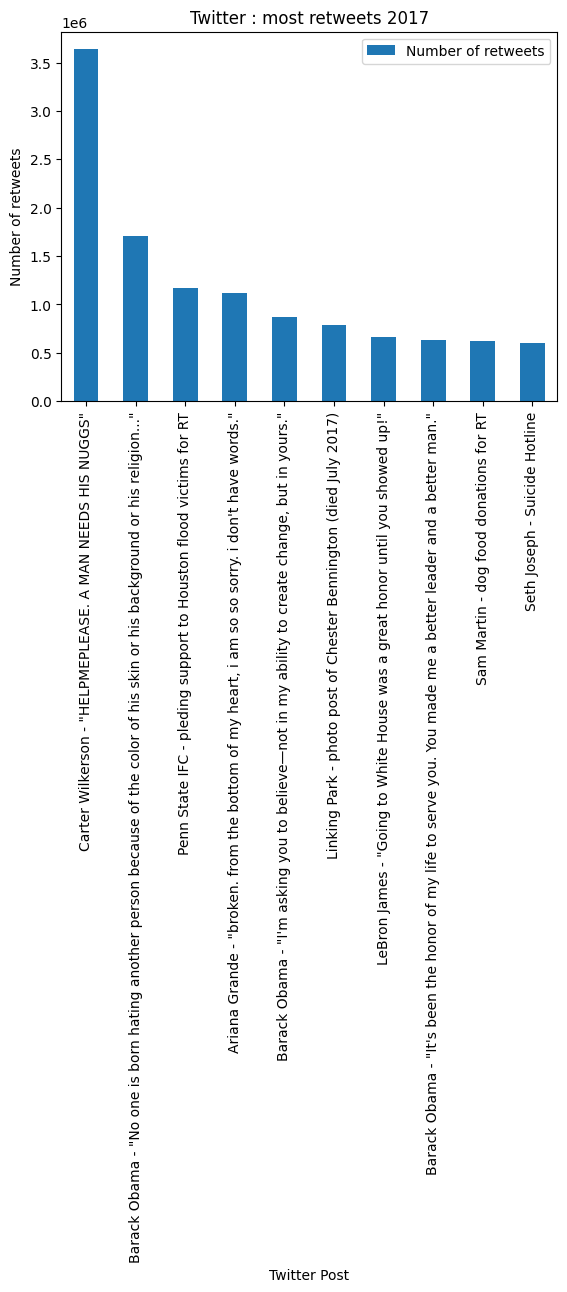 Twitter : most retweets 2017
1e6
Number of retweets
3.5
3.0
2.5
2.0
1.5
1.0
0.5
0.0
Number of retweets
Carter Wilkerson - "HELPMEPLEASE. A MAN NEEDS HIS NUGGS"
Barack Obama - "No one is born hating another person because of the color of his skin or his background or his religion..."
Penn State IFC - pleding support to Houston flood victims for RT
Ariana Grande - "broken. from the bottom of my heart, i am so so sorry. i don't have words."
Barack Obama - "I'm asking you to believe—not in my ability to create change, but in yours."
Linking Park - photo post of Chester Bennington (died July 2017)
LeBron James - "Going to White House was a great honor until you showed up!"
Barack Obama - "It's been the honor of my life to serve you. You made me a better leader and a better man."
Sam Martin - dog food donations for RT
Seth Joseph - Suicide Hotline
Twitter Post